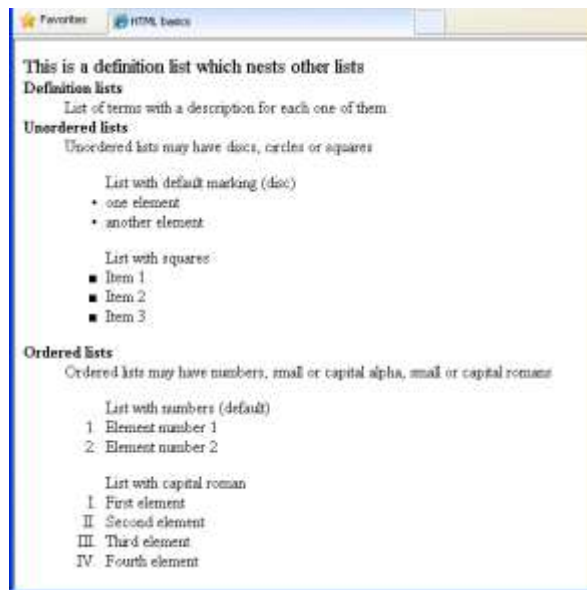 Favorites
HTML basics
This is a definition list which nests other lists
Definition lists
List of terms with a description for each one of them
Unordered lists
Unordered lists may have discs, circles or squares
List with default marking (disc)
• one element
• another element
List with squares
■ Item 1
■ Item 2
■ Item 3
Ordered lists
Ordered lists may have numbers, small or capital alpha, small or capital romans
List with numbers (default)
1. Element number 1
2. Element number 2
List with capital roman
I. First element
II. Second element
III. Third element
IV. Fourth element